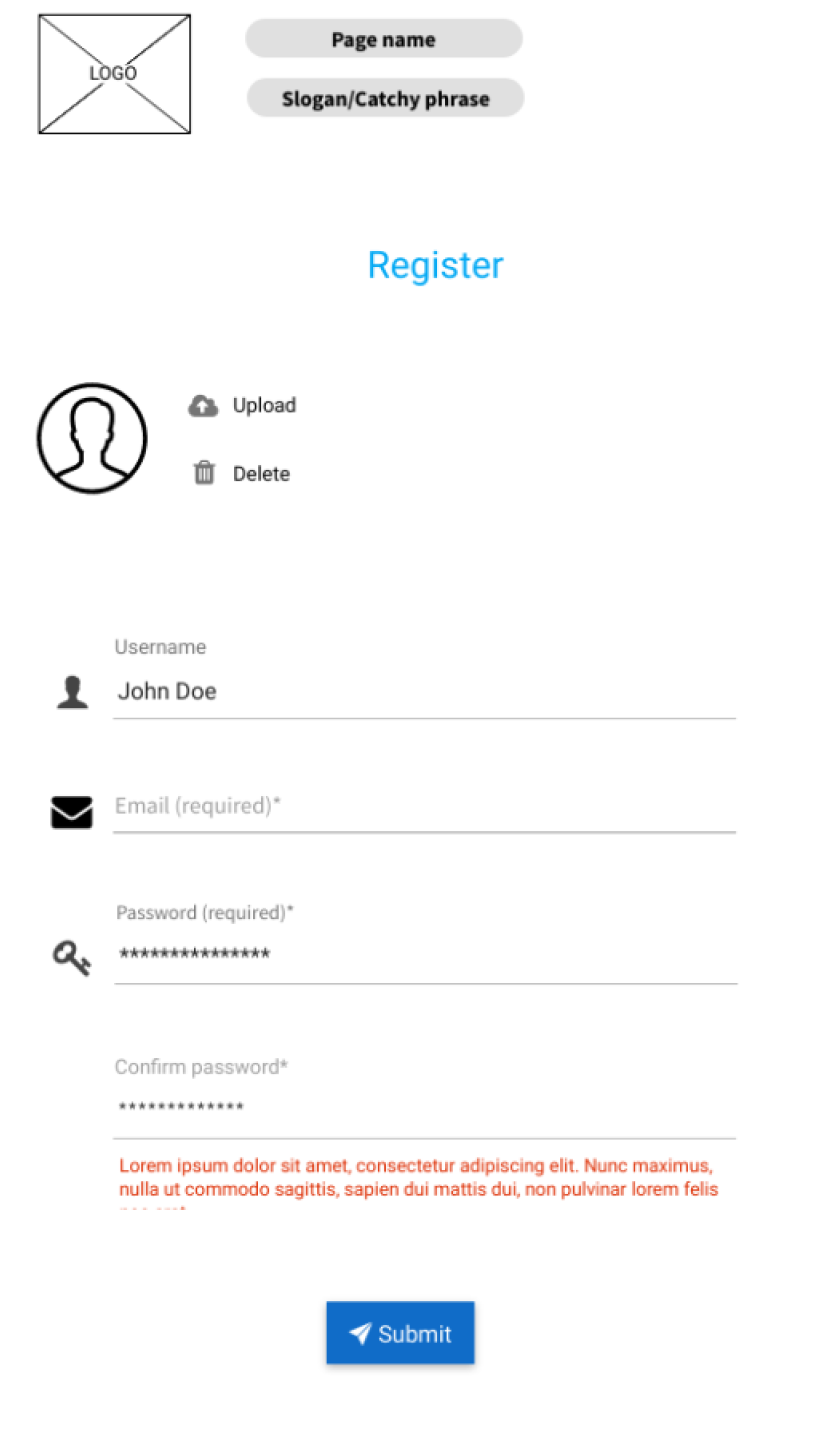 LOGO
Page name
Slogan/Catchy phrase
Register
Upload
Delete
Username
John Doe
Email (required)*
Password (required)*
***************
Confirm password*
*************
Lorem ipsum dolor sit amet, consectetur adipiscing elit. Nunc maximus,
nulla ut commodo sagittis, sapien dui mattis dui, non pulvinar lorem felis
Submit